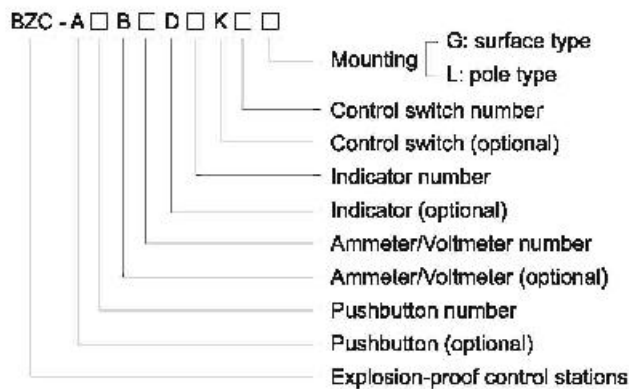 BZC - A □ B □ D □ K □ □
G: surface type
Mounting
L: pole type
Control switch number
Control switch (optional)
Indicator number
Indicator (optional)
Ammeter/Voltmeter number
Ammeter/Voltmeter (optional)
Pushbutton number
Pushbutton (optional)
Explosion-proof control stations